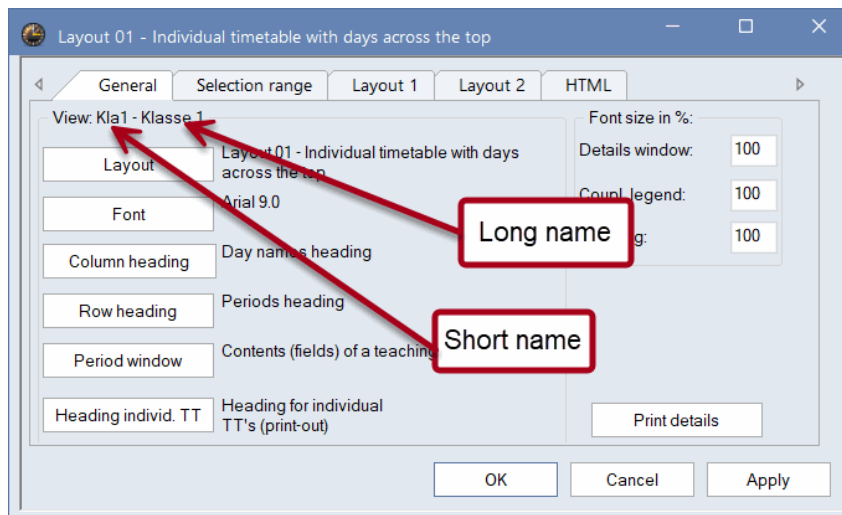 Layout 01 - Individual timetable with days across the top
General
Selection range
Layout 1
Layout 2
HTML
View: Kla1 - Klasse 1
Layout
Layout 01 - Individual timetable with days
across the top
Font
Arial 9.0
Column heading
Day names heading
Row heading
Periods heading
Period window
Contents (fields) of a teaching
Heading individ. TT
Heading for individual
TT's (print-out)
Font size in %:
Details window:
100
Coupl. legend:
100
100
Long name
Short name
Print details
OK
Cancel
Apply